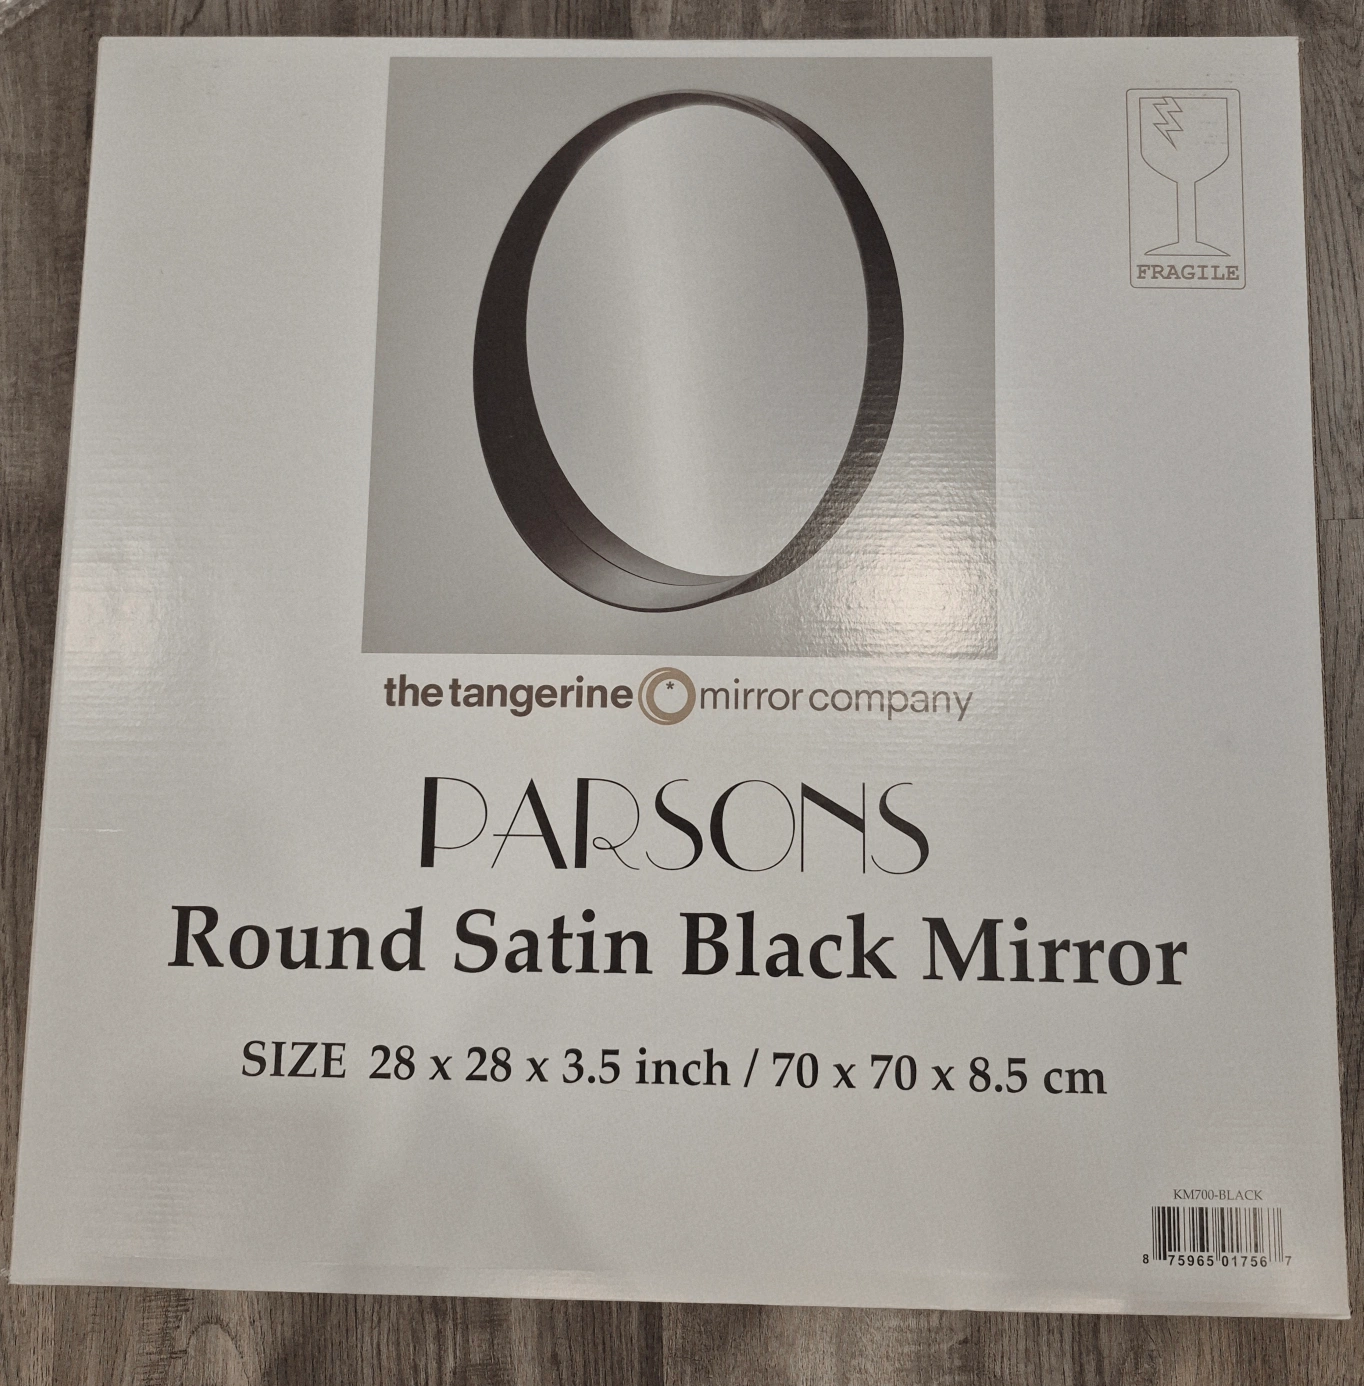 FRAGILE
the tangerine * mirror company
PARSONS
Round Satin Black Mirror
SIZE 28 x 28 x 3.5 inch / 70 x 70 x 8.5 cm
KM700-BLACK
8 75965 01756 7